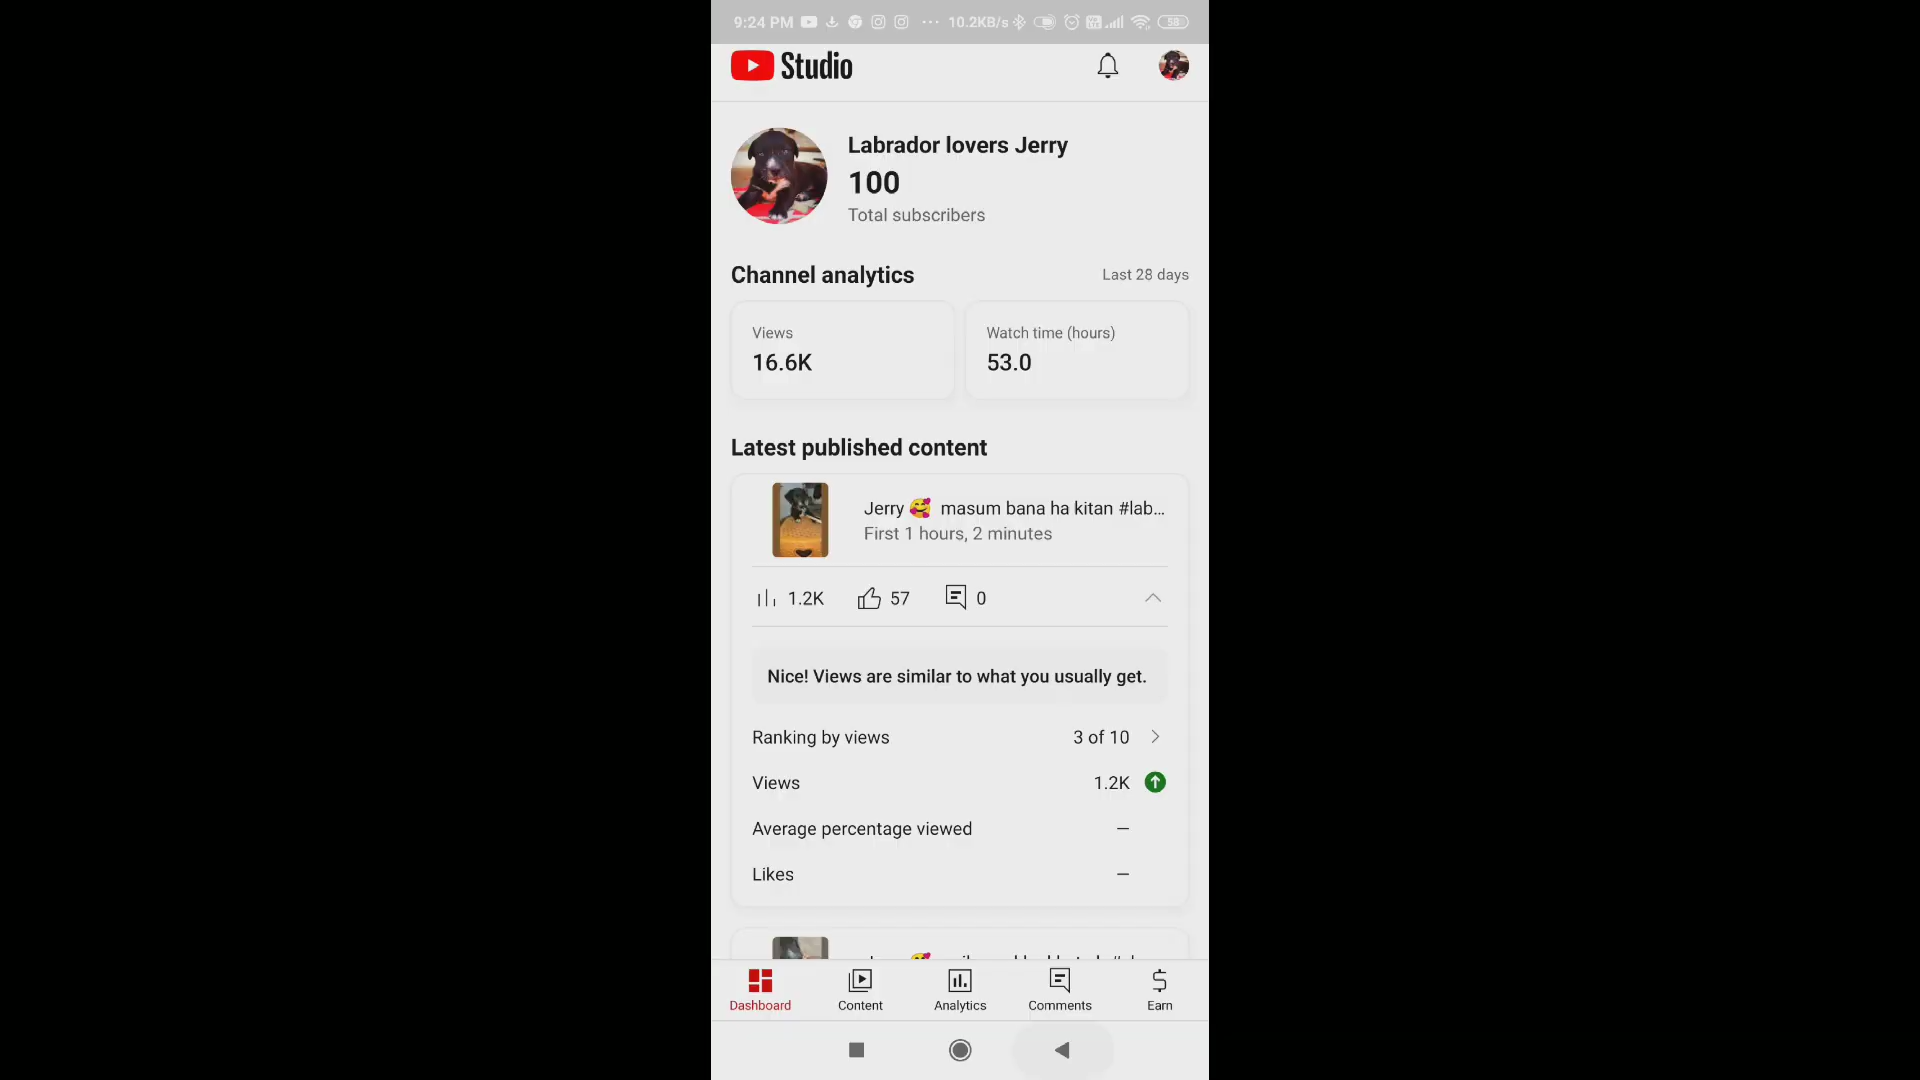 9:24 PM ··· 10.2KB/s 58
Studio
Labrador lovers Jerry
100
Total subscribers
Channel analytics Last 28 days
Views Watch time (hours)
16.6K 53.0
Latest published content
Jerry 🥰 masum bana ha kitan #lab...
First 1 hours, 2 minutes
1.2K 57 0
Nice! Views are similar to what you usually get.
Ranking by views 3 of 10
Views 1.2K
Average percentage viewed —
Likes —
Dashboard Content Analytics Comments Earn